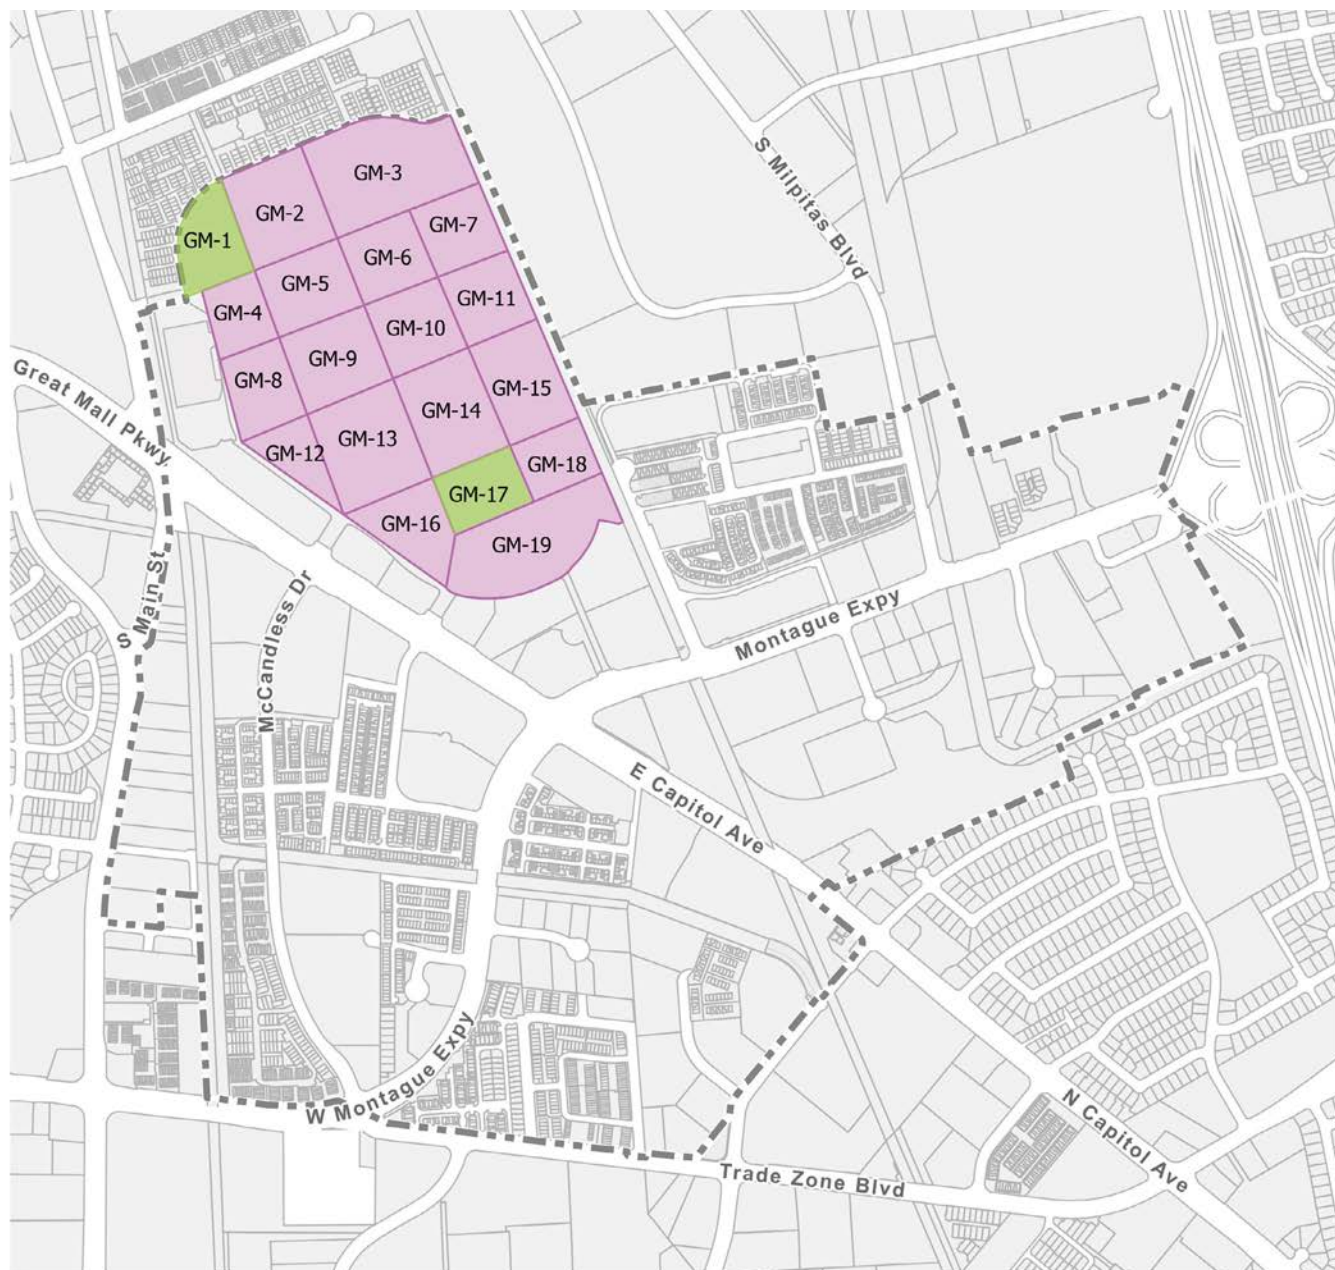 S Milpitas Blvd
GM-3
GM-2
GM-7
GM-1
GM-6
GM-5
GM-11
GM-4
GM-10
GM-9
GM-8
GM-15
GM-14
Great Mall Pkwy
GM-13
GM-12
GM-18
GM-17
GM-16
GM-19
S Main St
McCandless Dr
Montague Expy
E Capitol Ave
W Montague Expy
N Capitol Ave
Trade Zone Blvd